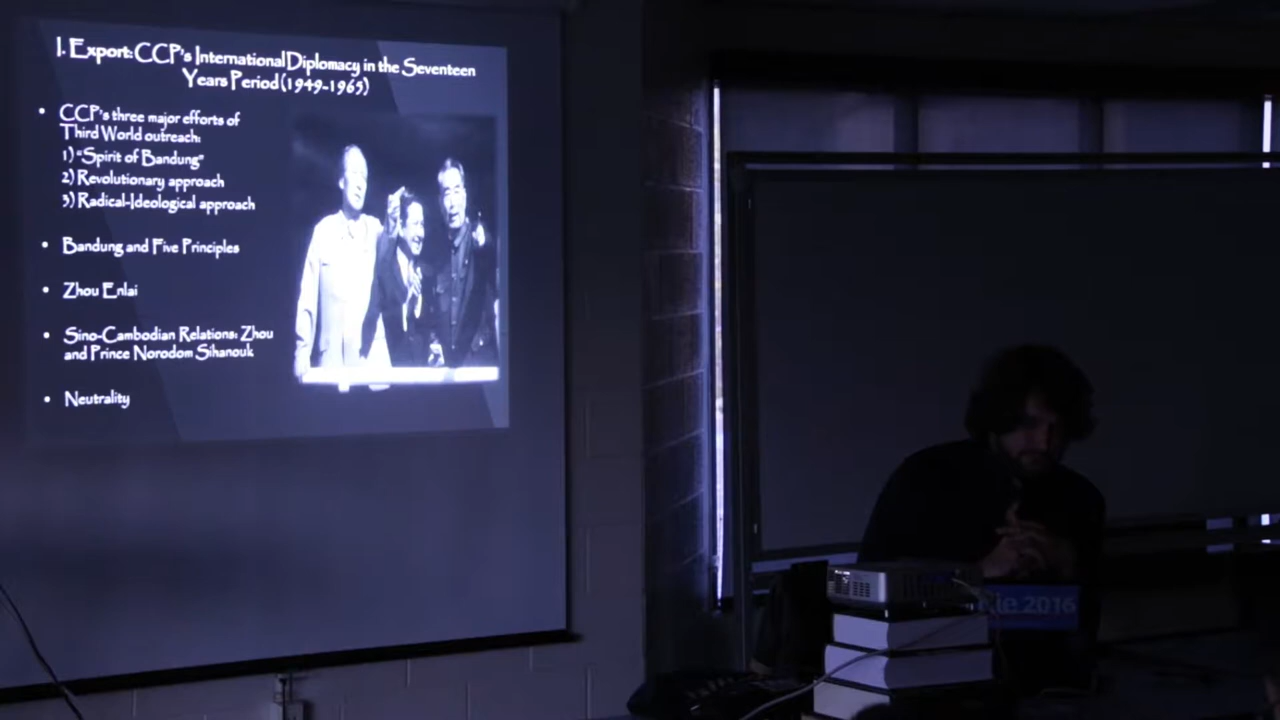 I. Export: CCP's International Diplomacy in the Seventeen
Years Period (1949-1965)
• CCP's three major efforts of
Third World outreach:
1) "Spirit of Bandung"
2) Revolutionary approach
3) Radical-Ideological approach
• Bandung and Five Principles
• Zhou Enlai
• Sino-Cambodian Relations: Zhou
and Prince Norodom Sihanouk
• Neutrality
2016